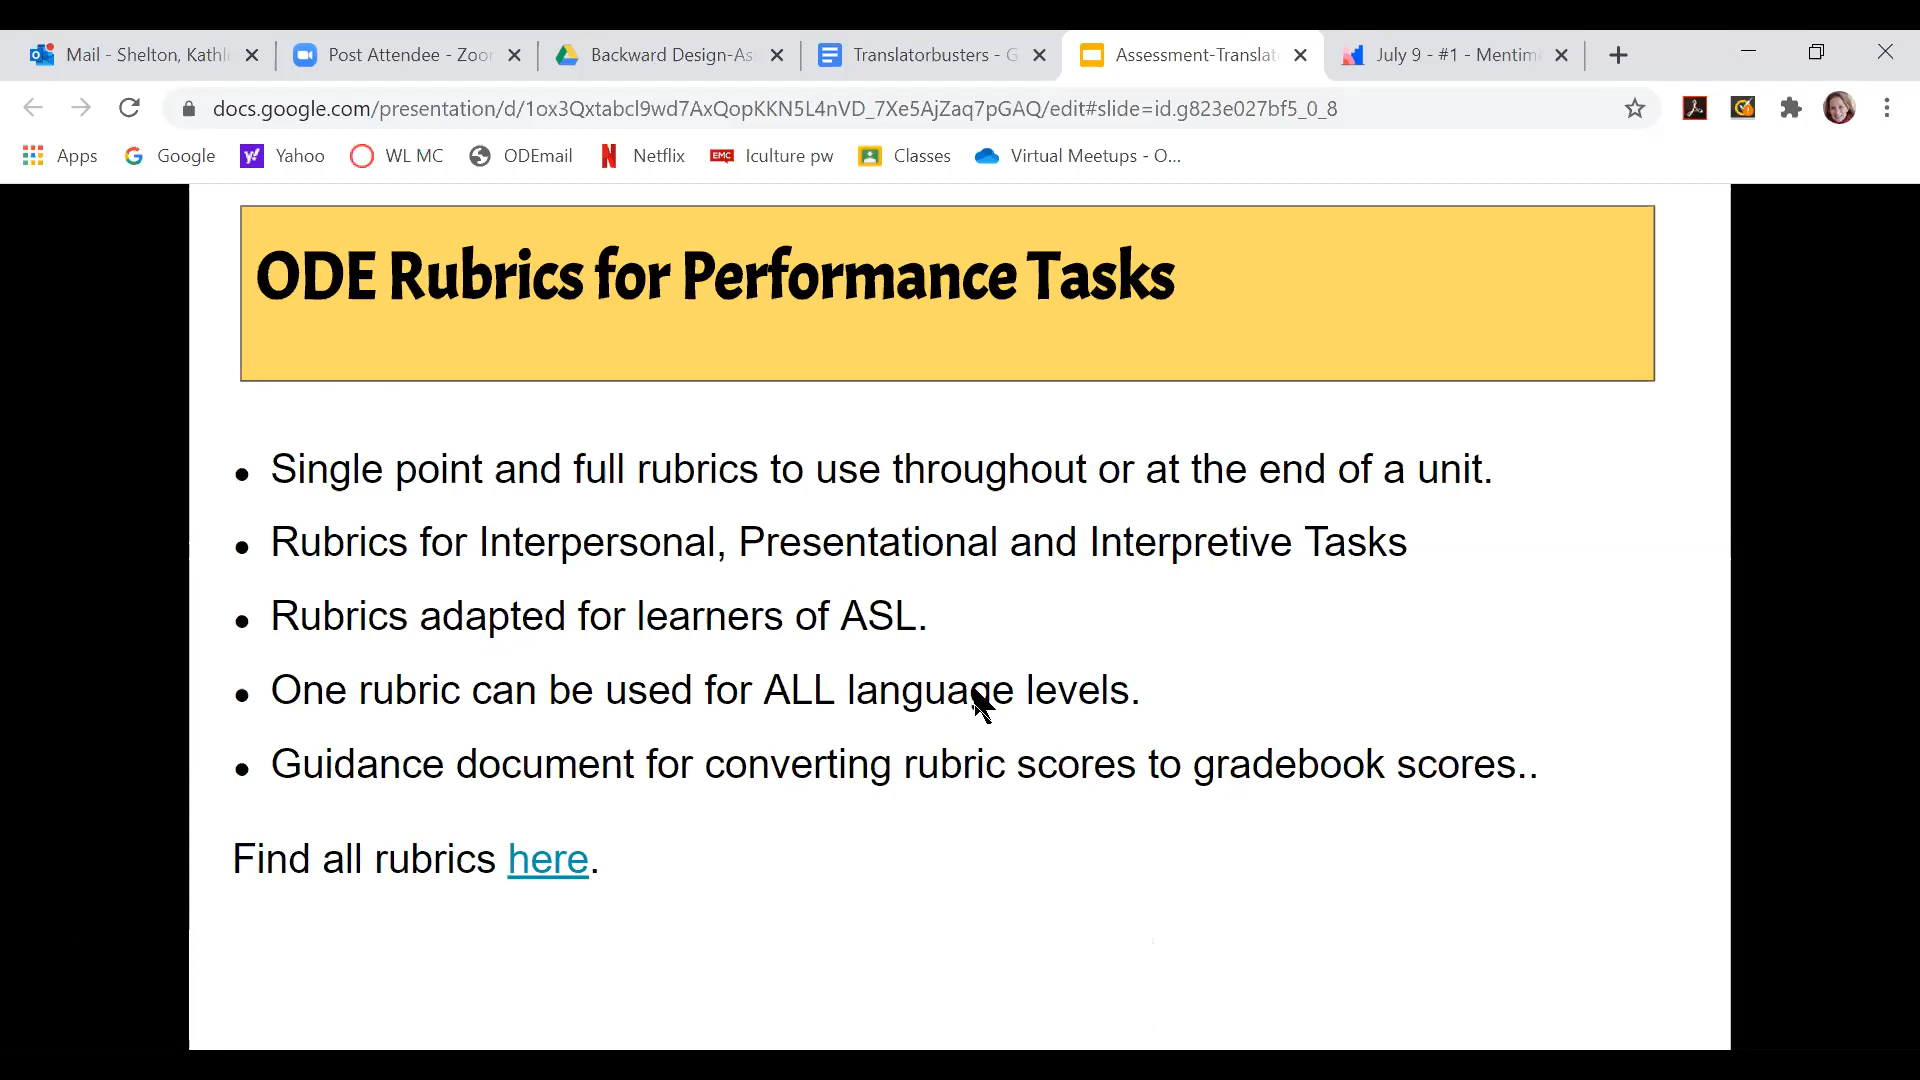 Mail - Shelton, Kathl
Post Attendee - Zoo
Backward Design-As
Translatorbusters - G
Assessment-Translat
July 9 - #1 - Mentim
docs.google.com/presentation/d/1ox3Qxtabcl9wd7AxQopKKN5L4nVD_7Xe5AjZaq7pGAQ/edit#slide=id.g823e027bf5_0_8
Apps
Google
Yahoo
WL MC
ODEmail
Netflix
EMC
Iculture pw
Classes
Virtual Meetups - O...
ODE Rubrics for Performance Tasks
• Single point and full rubrics to use throughout or at the end of a unit.
• Rubrics for Interpersonal, Presentational and Interpretive Tasks
• Rubrics adapted for learners of ASL.
• One rubric can be used for ALL language levels.
• Guidance document for converting rubric scores to gradebook scores..
Find all rubrics here.